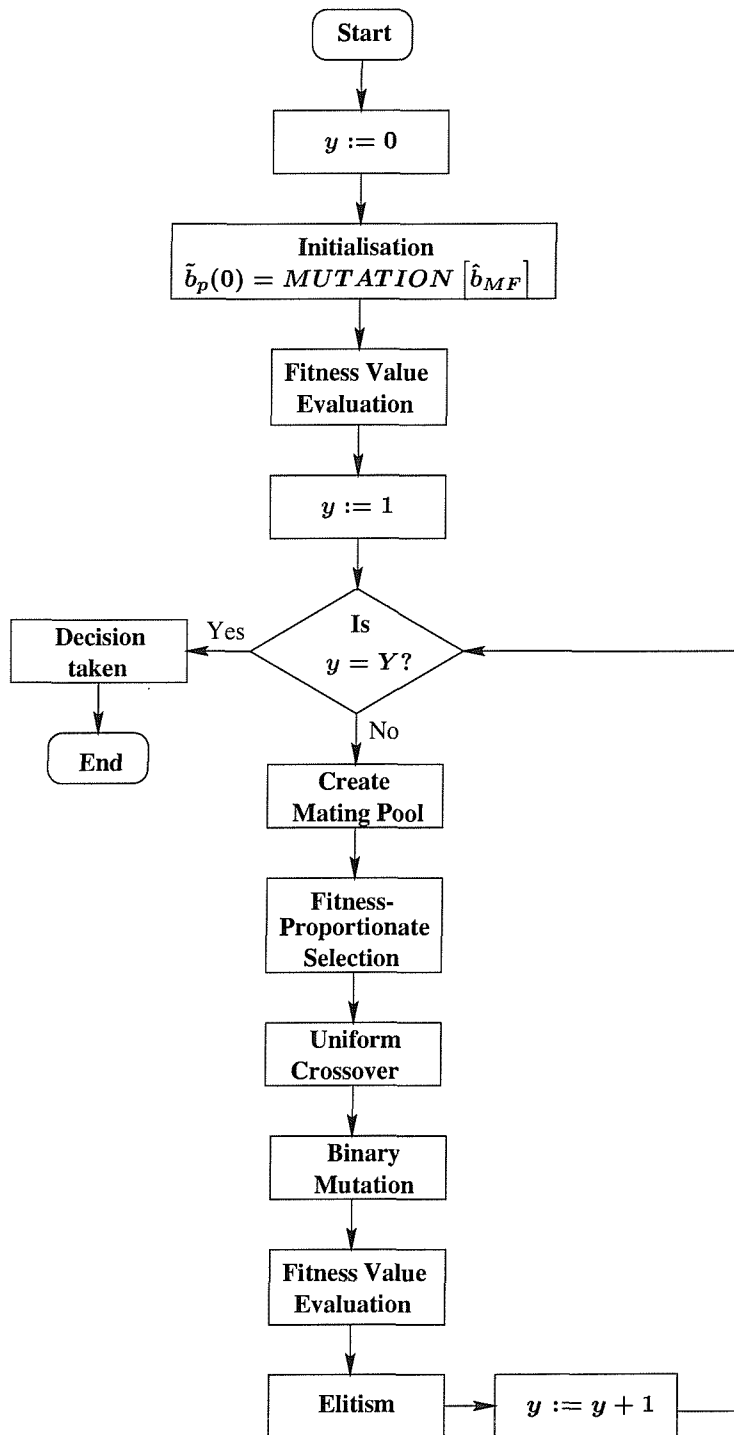 Start
y := 0
Initialisation
b̃_p(0) = MUTATION [b̂_MF]
Fitness Value
Evaluation
y := 1
Is
y = Y?
Yes
Decision
taken
End
No
Create
Mating Pool
Fitness-
Proportionate
Selection
Uniform
Crossover
Binary
Mutation
Fitness Value
Evaluation
Elitism
y := y + 1